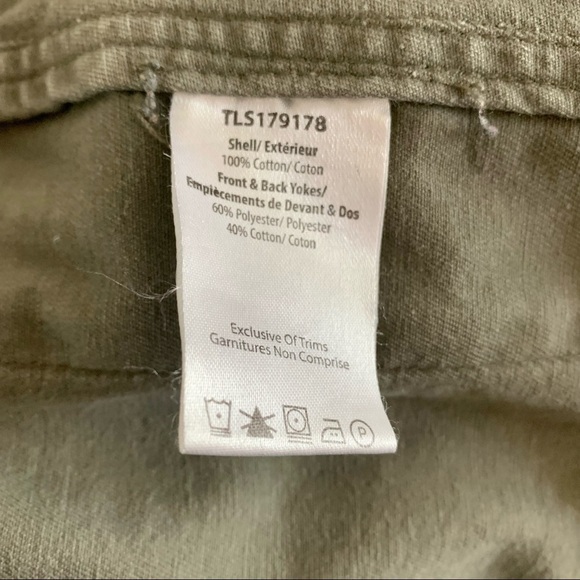 TLS179178
Shell/ Extérieur
100% Cotton/ Coton
Front & Back Yokes/
Empiècements de Devant & Dos
60% Polyester/ Polyester
40% Cotton/ Coton
Exclusive Of Trims
Garnitures Non Comprise
P